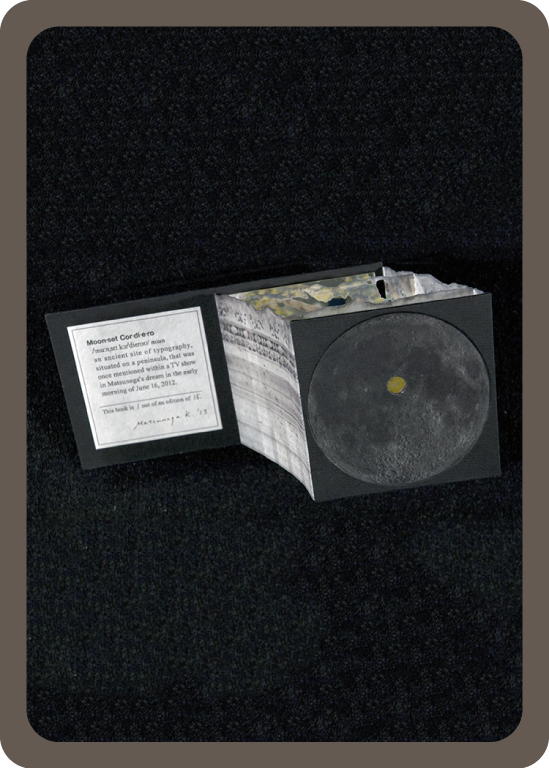 Moon·set Cor·di·e·ro
/muːnˌset kɔːˈdieroʊ/ noun
an ancient site of typography,
situated on a peninsula, that was
once mentioned within a TV show
in Matsunaga's dream in the early
morning of June 16, 2012.
This book is 1 out of an edition of 15.
Matsunaga K. '13